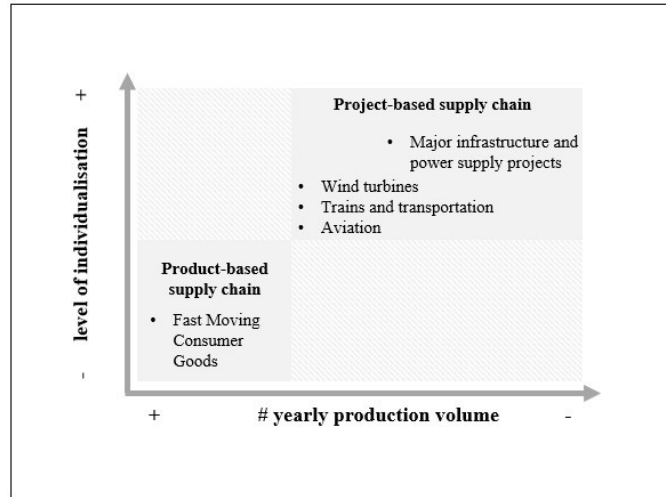 +
level of individualisation
-
Project-based supply chain
• Major infrastructure and
power supply projects
• Wind turbines
• Trains and transportation
• Aviation
Product-based
supply chain
• Fast Moving
Consumer
Goods
+ # yearly production volume -